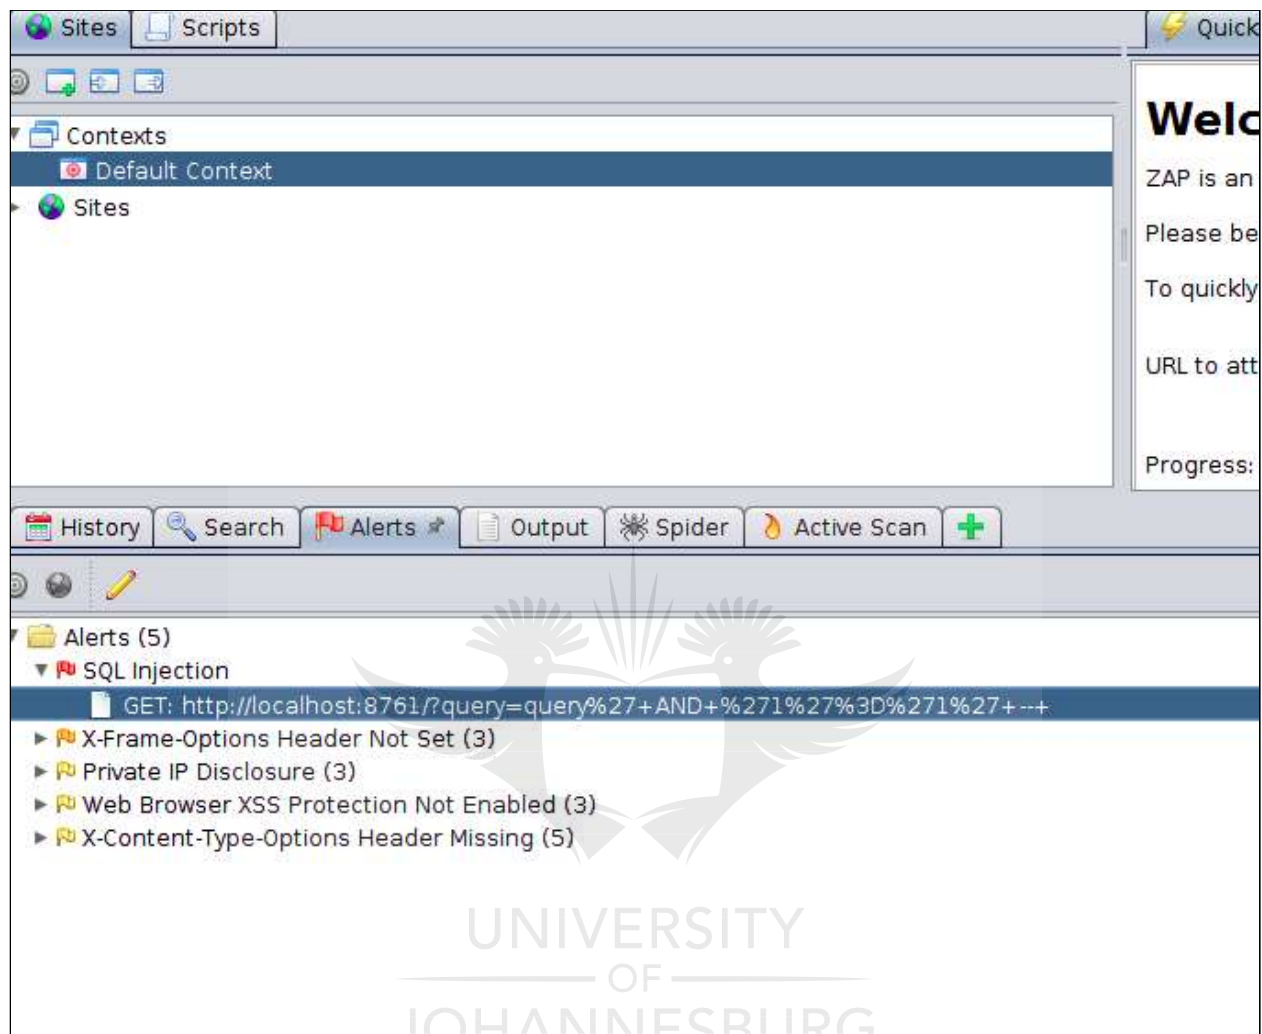 Sites Scripts
Quick
Contexts
Default Context
Sites
Welc
ZAP is an
Please be
To quickly
URL to att
Progress:
History Search Alerts Output Spider Active Scan
Alerts (5)
SQL Injection
GET: http://localhost:8761/?query=query%27+AND+%271%27%3D%271%27+--+
X-Frame-Options Header Not Set (3)
Private IP Disclosure (3)
Web Browser XSS Protection Not Enabled (3)
X-Content-Type-Options Header Missing (5)
UNIVERSITY
OF
JOHANNESBURG